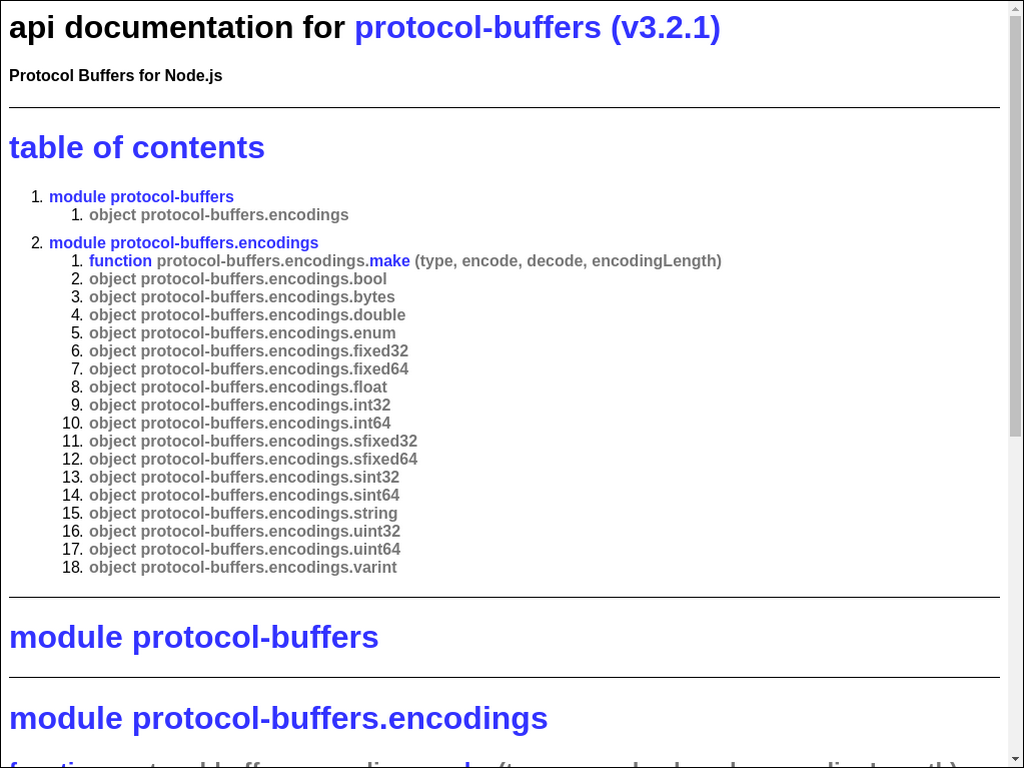 api documentation for protocol-buffers (v3.2.1)
Protocol Buffers for Node.js
table of contents
1. module protocol-buffers
1. object protocol-buffers.encodings
2. module protocol-buffers.encodings
1. function protocol-buffers.encodings.make (type, encode, decode, encodingLength)
2. object protocol-buffers.encodings.bool
3. object protocol-buffers.encodings.bytes
4. object protocol-buffers.encodings.double
5. object protocol-buffers.encodings.enum
6. object protocol-buffers.encodings.fixed32
7. object protocol-buffers.encodings.fixed64
8. object protocol-buffers.encodings.float
9. object protocol-buffers.encodings.int32
10. object protocol-buffers.encodings.int64
11. object protocol-buffers.encodings.sfixed32
12. object protocol-buffers.encodings.sfixed64
13. object protocol-buffers.encodings.sint32
14. object protocol-buffers.encodings.sint64
15. object protocol-buffers.encodings.string
16. object protocol-buffers.encodings.uint32
17. object protocol-buffers.encodings.uint64
18. object protocol-buffers.encodings.varint
module protocol-buffers
module protocol-buffers.encodings